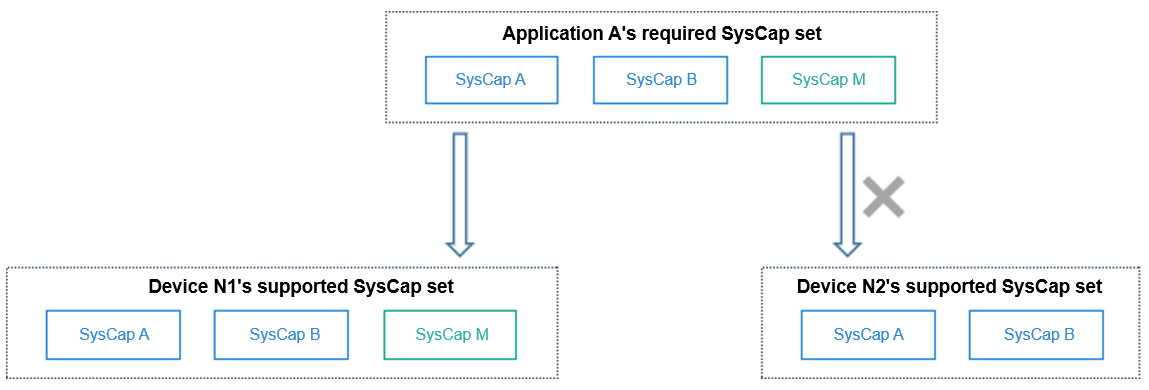 Application A's required SysCap set
SysCap A
SysCap B
SysCap M
Device N1's supported SysCap set
SysCap A
SysCap B
SysCap M
Device N2's supported SysCap set
SysCap A
SysCap B